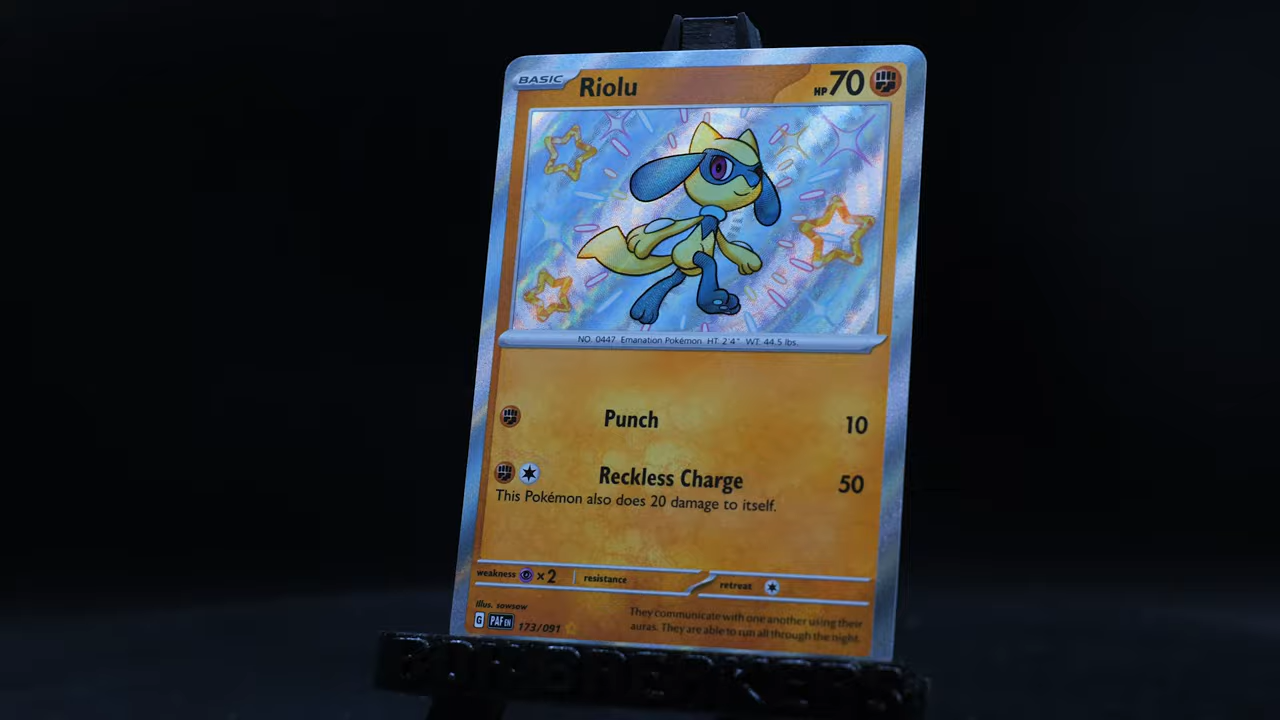 BASIC Riolu HP 70
NO. 0447 Emanation Pokémon HT. 2'4" WT. 44.5 lbs.
Punch 10
Reckless Charge 50
This Pokémon also does 20 damage to itself.
weakness ×2 resistance retreat
Illus. sowsow
G PAF EN 173/091
They communicate with one another using their
auras. They are able to run all through the night.